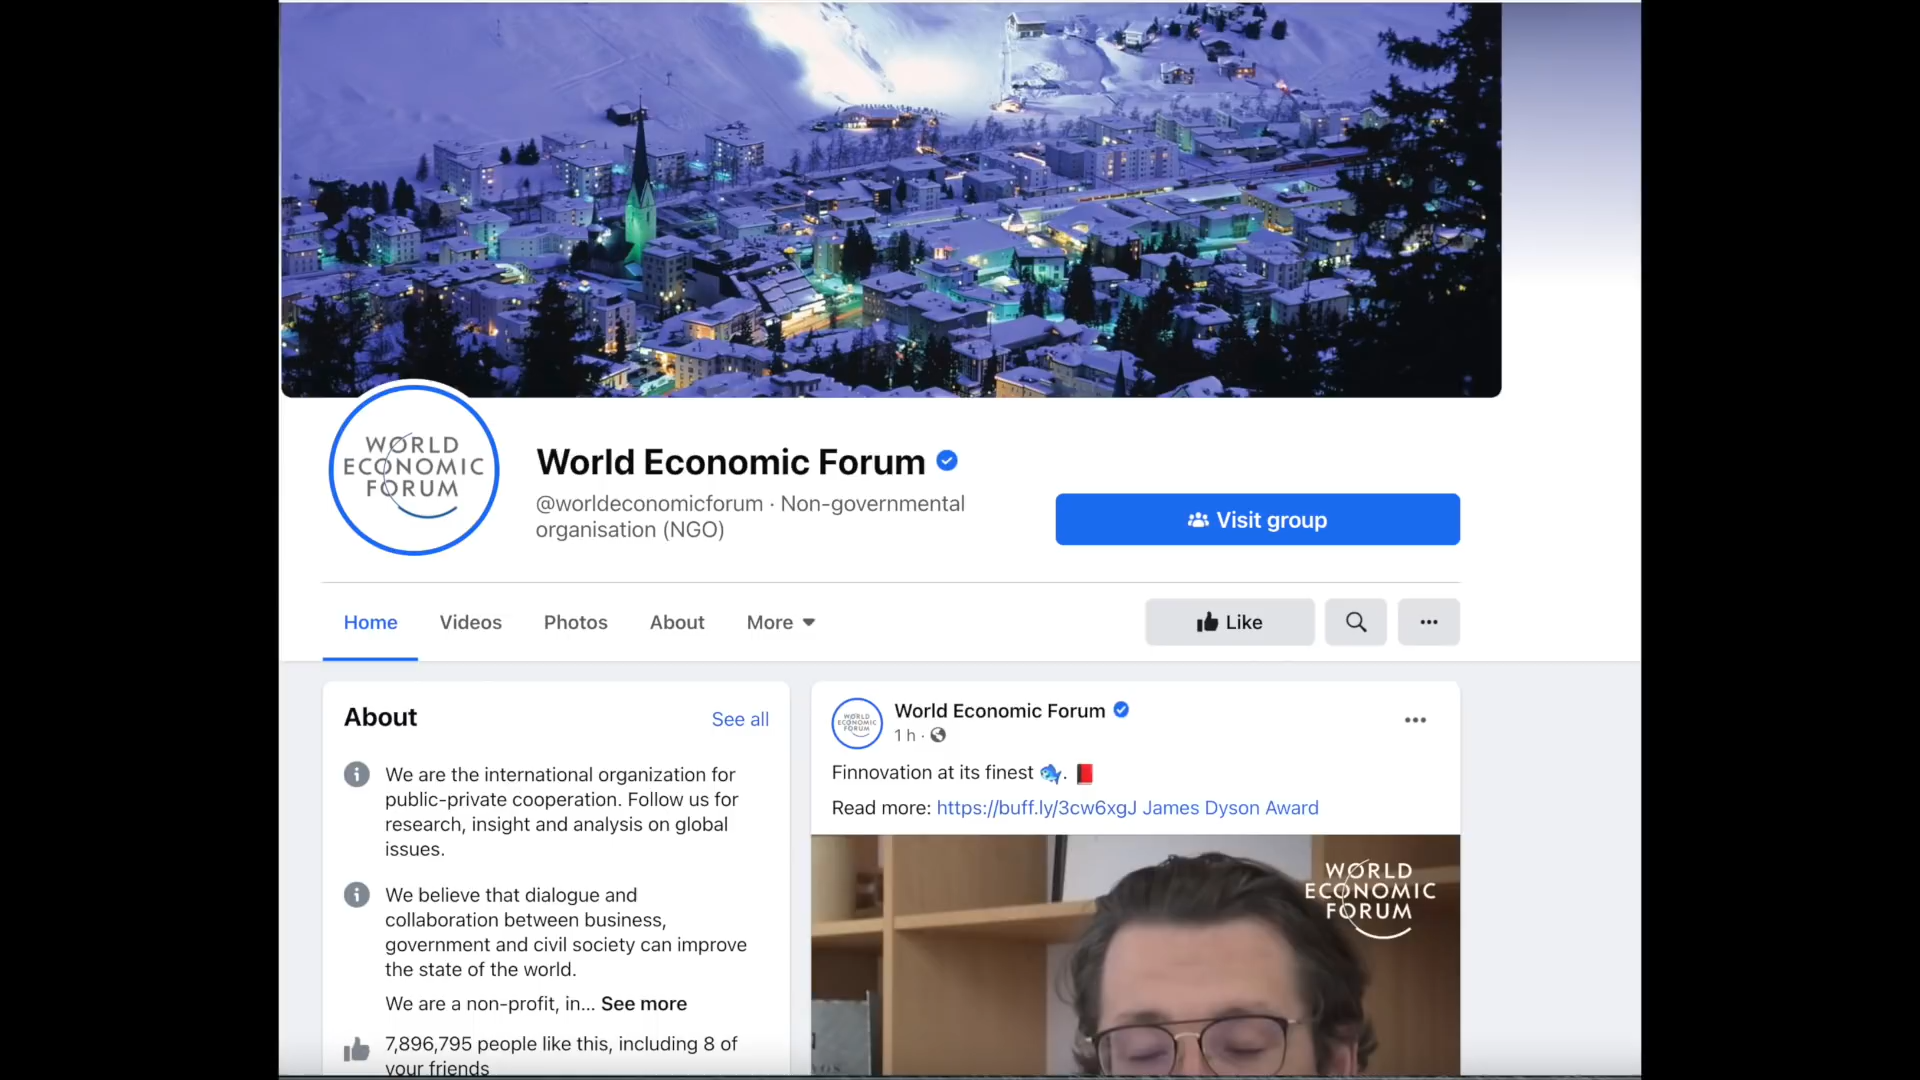 WORLD
ECONOMIC
FORUM
World Economic Forum
@worldeconomicforum · Non-governmental
organisation (NGO)
Visit group
Home
Videos
Photos
About
More
Like
About
See all
We are the international organization for
public-private cooperation. Follow us for
research, insight and analysis on global
issues.
We believe that dialogue and
collaboration between business,
government and civil society can improve
the state of the world.
We are a non-profit, in... See more
7,896,795 people like this, including 8 of
your friends
WORLD
ECONOMIC
FORUM
World Economic Forum
1 h ·
Finnovation at its finest 🐟. 📕
Read more: https://buff.ly/3cw6xgJ James Dyson Award
WORLD
ECONOMIC
FORUM